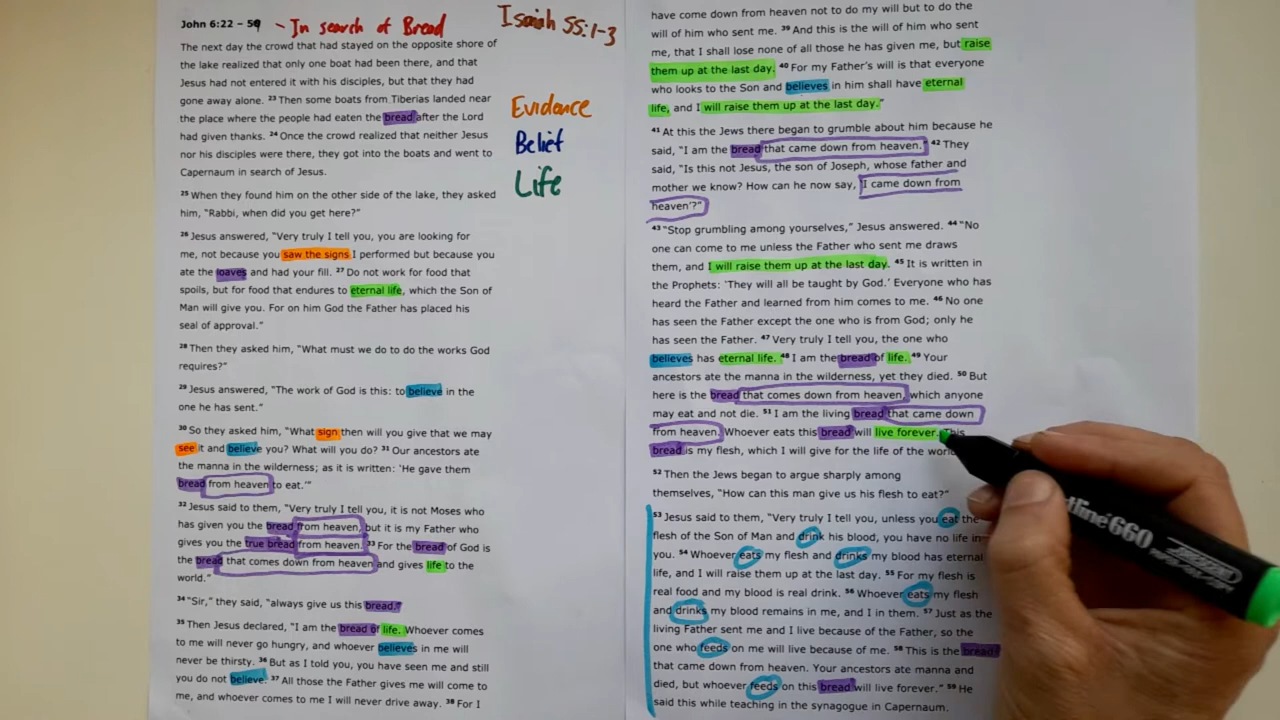 John 6:22 – 59 - In search of Bread
Isaiah 55:1-3
The next day the crowd that had stayed on the opposite shore of
the lake realized that only one boat had been there, and that
Jesus had not entered it with his disciples, but that they had
gone away alone. 23 Then some boats from Tiberias landed near
the place where the people had eaten the bread after the Lord
had given thanks. 24 Once the crowd realized that neither Jesus
nor his disciples were there, they got into the boats and went to
Capernaum in search of Jesus.
25 When they found him on the other side of the lake, they asked
him, “Rabbi, when did you get here?”
26 Jesus answered, “Very truly I tell you, you are looking for
me, not because you saw the signs I performed but because you
ate the loaves and had your fill. 27 Do not work for food that
spoils, but for food that endures to eternal life, which the Son of
Man will give you. For on him God the Father has placed his
seal of approval.”
28 Then they asked him, “What must we do to do the works God
requires?”
29 Jesus answered, “The work of God is this: to believe in the
one he has sent.”
30 So they asked him, “What sign then will you give that we may
see it and believe you? What will you do? 31 Our ancestors ate
the manna in the wilderness; as it is written: ‘He gave them
bread from heaven to eat.’”
32 Jesus said to them, “Very truly I tell you, it is not Moses who
has given you the bread from heaven, but it is my Father who
gives you the true bread from heaven. 33 For the bread of God is
the bread that comes down from heaven and gives life to the
world.”
34 “Sir,” they said, “always give us this bread.”
35 Then Jesus declared, “I am the bread of life. Whoever comes
to me will never go hungry, and whoever believes in me will
never be thirsty. 36 But as I told you, you have seen me and still
you do not believe. 37 All those the Father gives me will come to
me, and whoever comes to me I will never drive away. 38 For I
Evidence
Belief
Life
have come down from heaven not to do my will but to do the
will of him who sent me. 39 And this is the will of him who sent
me, that I shall lose none of all those he has given me, but raise
them up at the last day. 40 For my Father’s will is that everyone
who looks to the Son and believes in him shall have eternal
life, and I will raise them up at the last day.”
41 At this the Jews there began to grumble about him because he
said, “I am the bread that came down from heaven.” 42 They
said, “Is this not Jesus, the son of Joseph, whose father and
mother we know? How can he now say, ‘I came down from
heaven’?”
43 “Stop grumbling among yourselves,” Jesus answered. 44 “No
one can come to me unless the Father who sent me draws
them, and I will raise them up at the last day. 45 It is written in
the Prophets: ‘They will all be taught by God.’ Everyone who has
heard the Father and learned from him comes to me. 46 No one
has seen the Father except the one who is from God; only he
has seen the Father. 47 Very truly I tell you, the one who
believes has eternal life. 48 I am the bread of life. 49 Your
ancestors ate the manna in the wilderness, yet they died. 50 But
here is the bread that comes down from heaven, which anyone
may eat and not die. 51 I am the living bread that came down
from heaven. Whoever eats this bread will live forever. This
bread is my flesh, which I will give for the life of the
52 Then the Jews began to argue sharply among
themselves, “How can this man give us his flesh to eat?”
53 Jesus said to them, “Very truly I tell you, unless you eat the
flesh of the Son of Man and drink his blood, you have no life in
you. 54 Whoever eats my flesh and drinks my blood has eternal
life, and I will raise them up at the last day. 55 For my flesh is
real food and my blood is real drink. 56 Whoever eats my flesh
and drinks my blood remains in me, and I in them. 57 Just as the
living Father sent me and I live because of the Father, so the
one who feeds on me will live because of me. 58 This is the bread
that came down from heaven. Your ancestors ate manna and
died, but whoever feeds on this bread will live forever.” 59 He
said this while teaching in the synagogue in Capernaum.
660